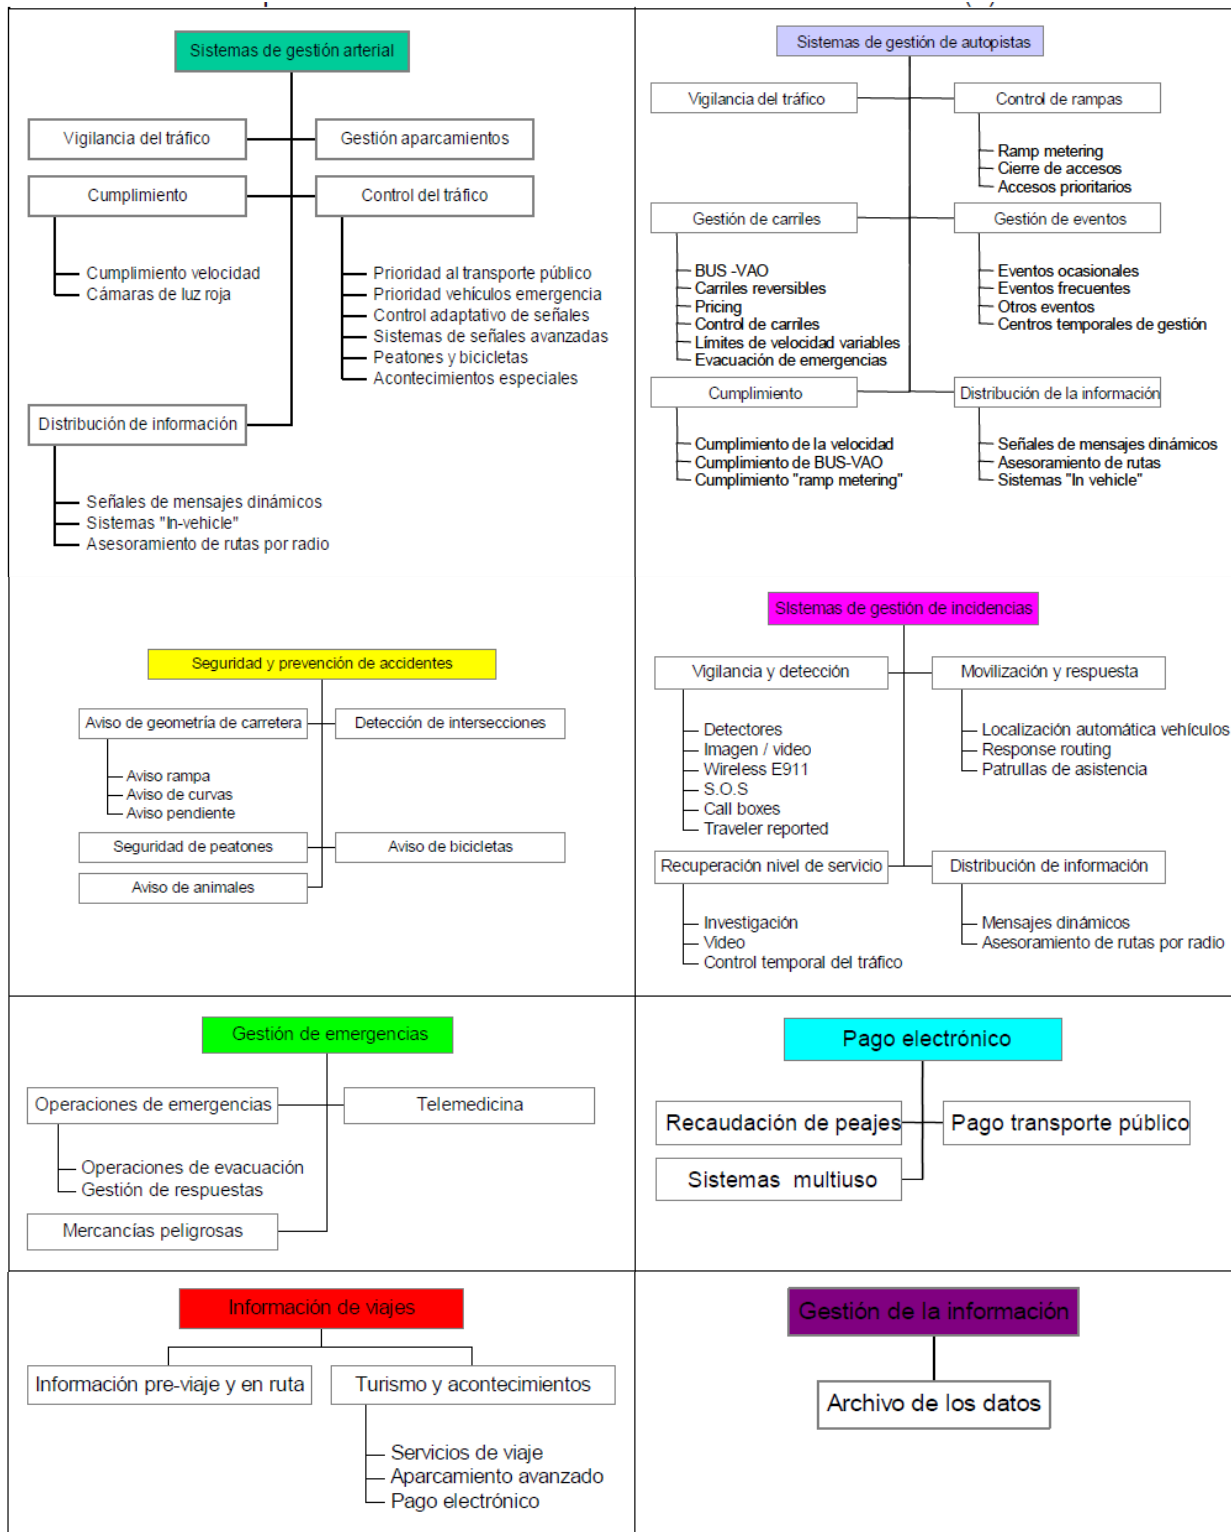 Sistemas de gestión arterial
Vigilancia del tráfico
Gestión aparcamientos
Cumplimiento
Control del tráfico
Cumplimiento velocidad
Cámaras de luz roja
Prioridad al transporte público
Prioridad vehículos emergencia
Control adaptativo de señales
Sistemas de señales avanzadas
Peatones y bicicletas
Acontecimientos especiales
Distribución de información
Señales de mensajes dinámicos
Sistemas "In-vehicle"
Asesoramiento de rutas por radio
Sistemas de gestión de autopistas
Vigilancia del tráfico
Control de rampas
Ramp metering
Cierre de accesos
Accesos prioritarios
Gestión de carriles
Gestión de eventos
BUS -VAO
Carriles reversibles
Pricing
Control de carriles
Límites de velocidad variables
Evacuación de emergencias
Eventos ocasionales
Eventos frecuentes
Otros eventos
Centros temporales de gestión
Cumplimiento
Distribución de la información
Cumplimiento de la velocidad
Cumplimiento de BUS-VAO
Cumplimiento "ramp metering"
Señales de mensajes dinámicos
Asesoramiento de rutas
Sistemas "In vehicle"
Seguridad y prevención de accidentes
Aviso de geometría de carretera
Detección de intersecciones
Aviso rampa
Aviso de curvas
Aviso pendiente
Seguridad de peatones
Aviso de bicicletas
Aviso de animales
Sistemas de gestión de incidencias
Vigilancia y detección
Movilización y respuesta
Detectores
Imagen / video
Wireless E911
S.O.S
Call boxes
Traveler reported
Localización automática vehículos
Response routing
Patrullas de asistencia
Recuperación nivel de servicio
Distribución de información
Investigación
Video
Control temporal del tráfico
Mensajes dinámicos
Asesoramiento de rutas por radio
Gestión de emergencias
Operaciones de emergencias
Telemedicina
Operaciones de evacuación
Gestión de respuestas
Mercancías peligrosas
Pago electrónico
Recaudación de peajes
Pago transporte público
Sistemas multiuso
Información de viajes
Información pre-viaje y en ruta
Turismo y acontecimientos
Servicios de viaje
Aparcamiento avanzado
Pago electrónico
Gestión de la información
Archivo de los datos